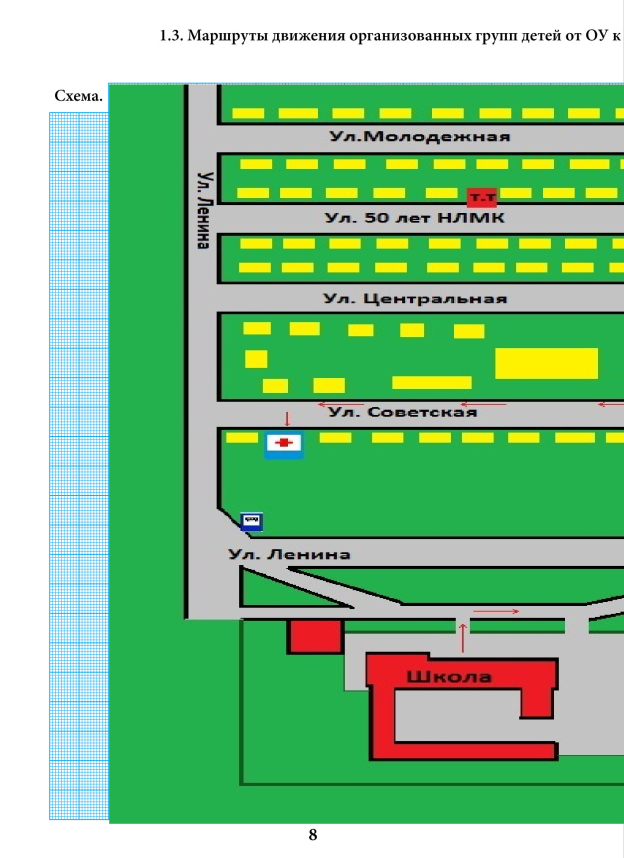 1.3. Маршруты движения организованных групп детей от ОУ к
Схема.
Ул.Молодежная
Ул. Ленина
т.т
Ул. 50 лет НЛМК
Ул. Центральная
Ул. Советская
Ул. Ленина
Школа
8